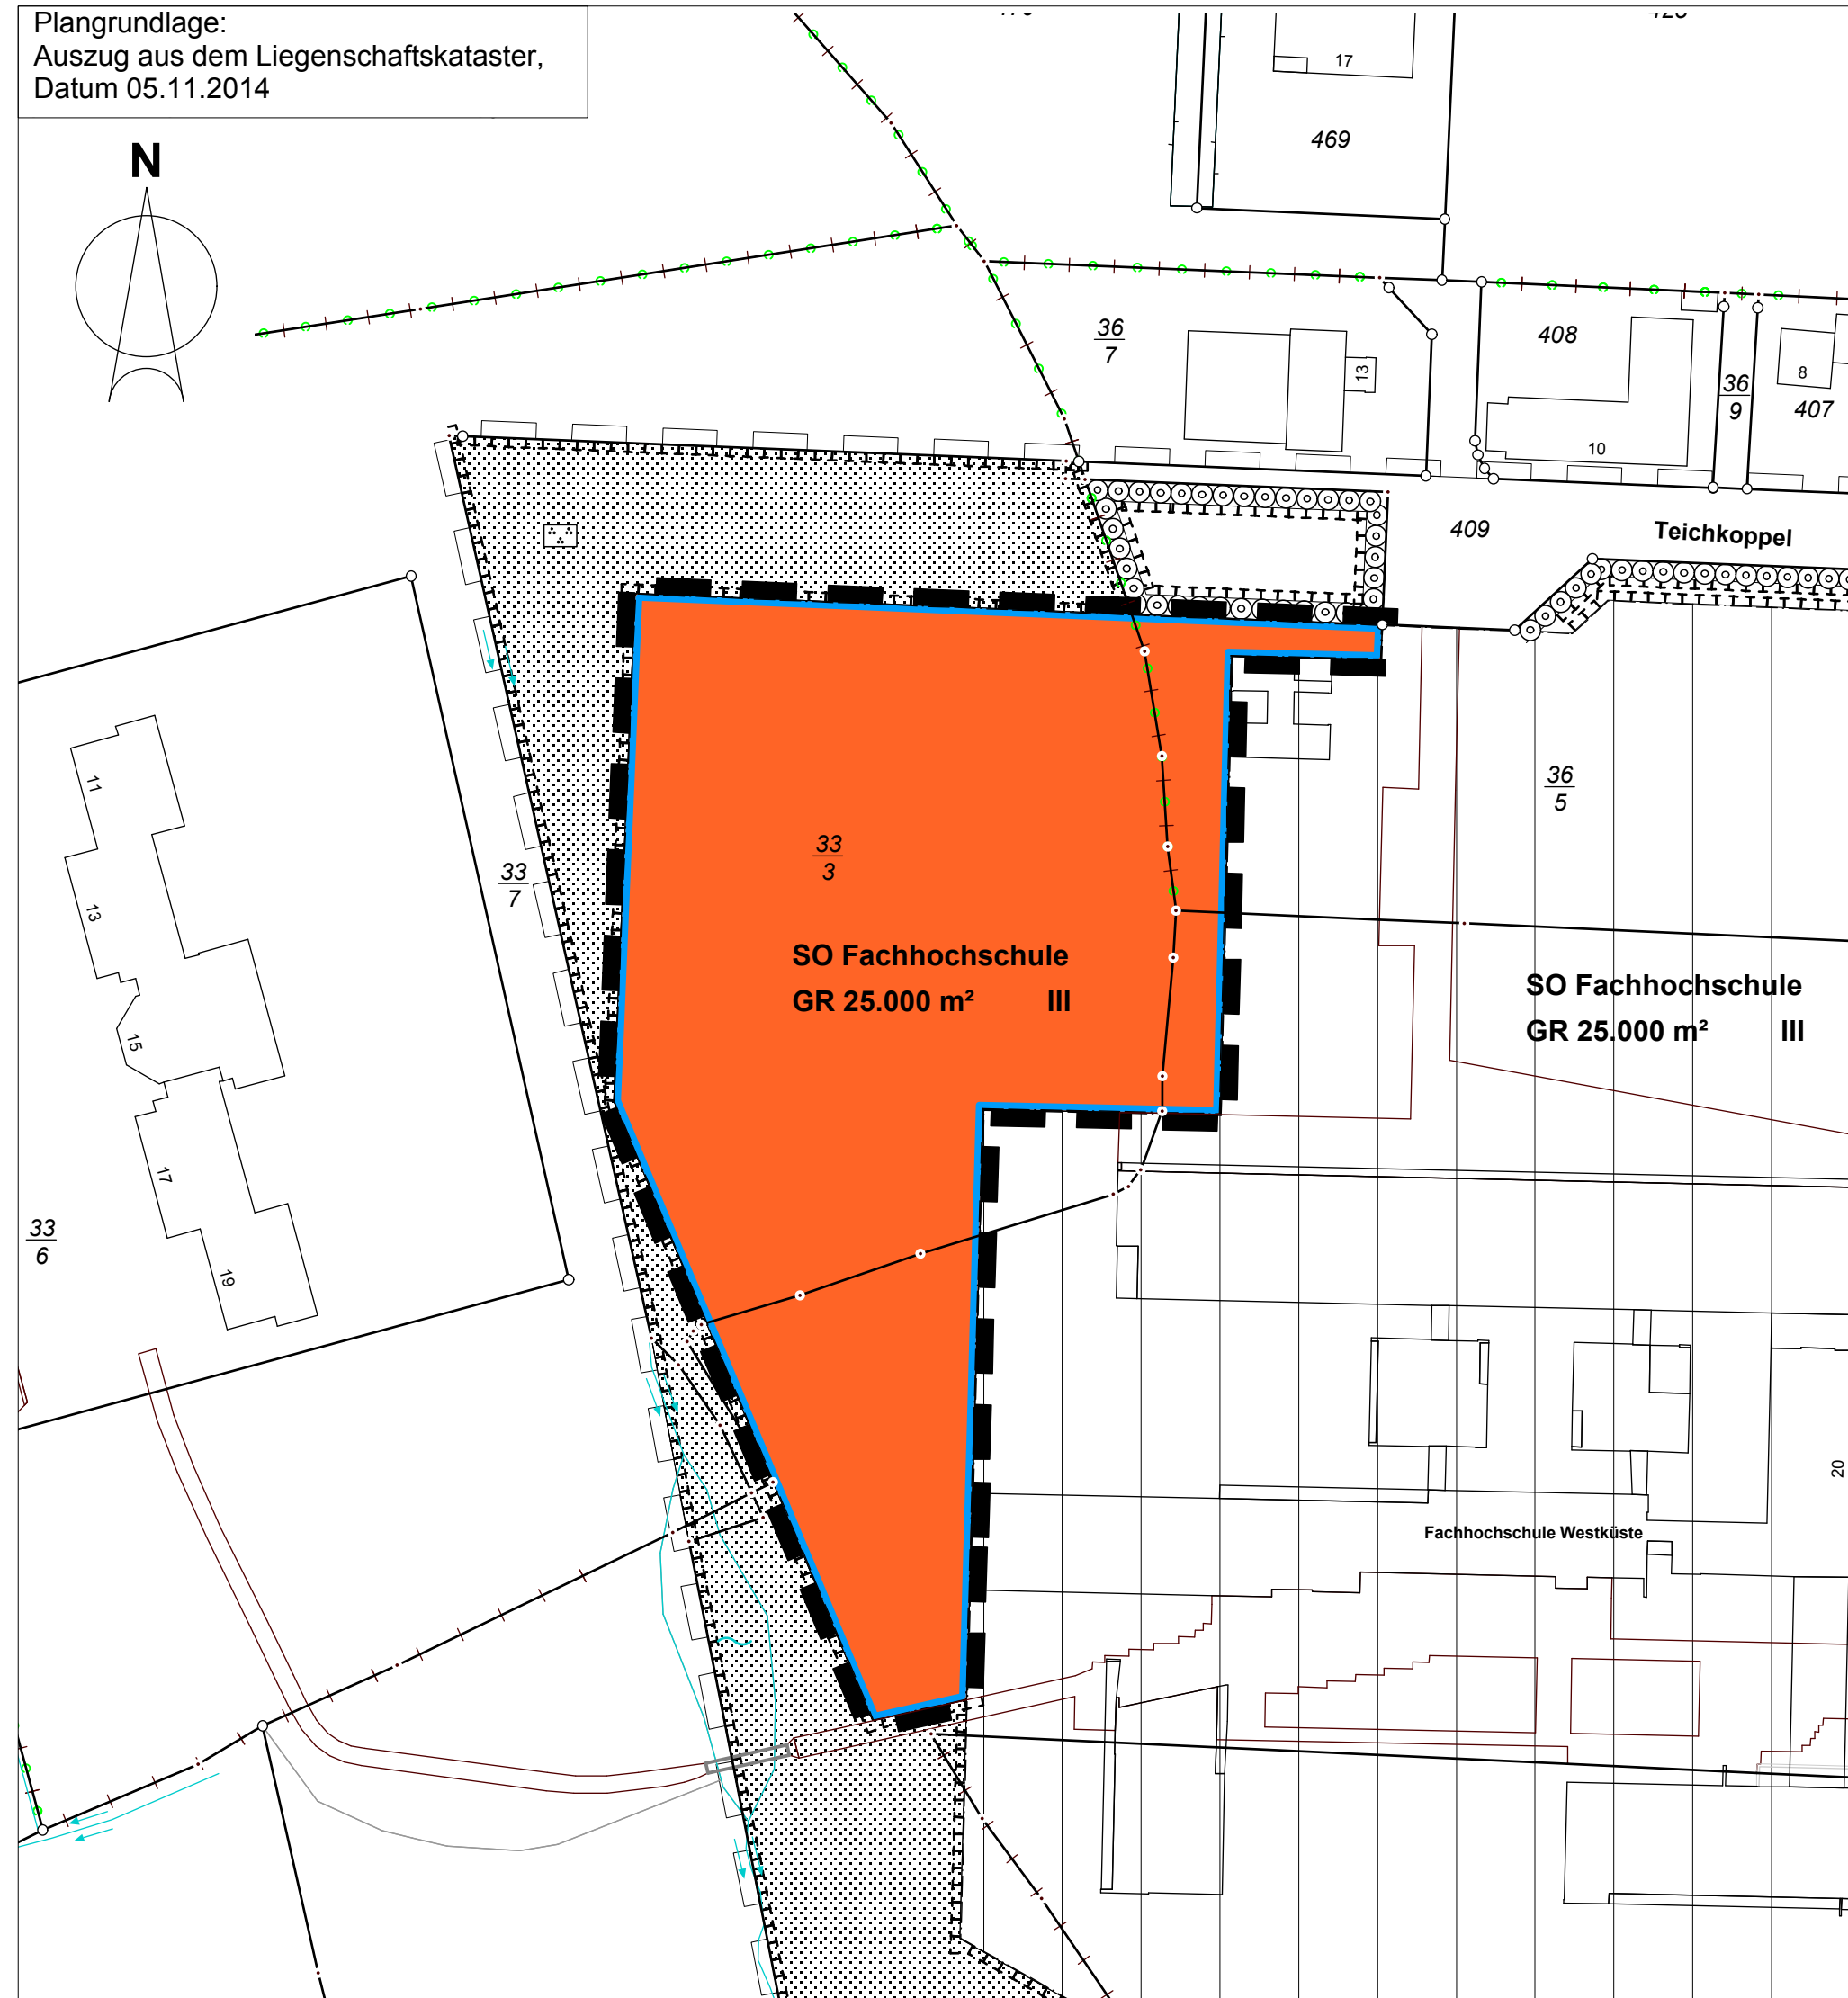 Plangrundlage:
Auszug aus dem Liegenschaftskataster,
Datum 05.11.2014
N
17
469
36
7
13
408
10
36
9
8
407
409
Teichkoppel
36
5
11
13
15
17
19
33
7
33
3
33
6
SO Fachhochschule
GR 25.000 m² III
SO Fachhochschule
GR 25.000 m² III
20
Fachhochschule Westküste